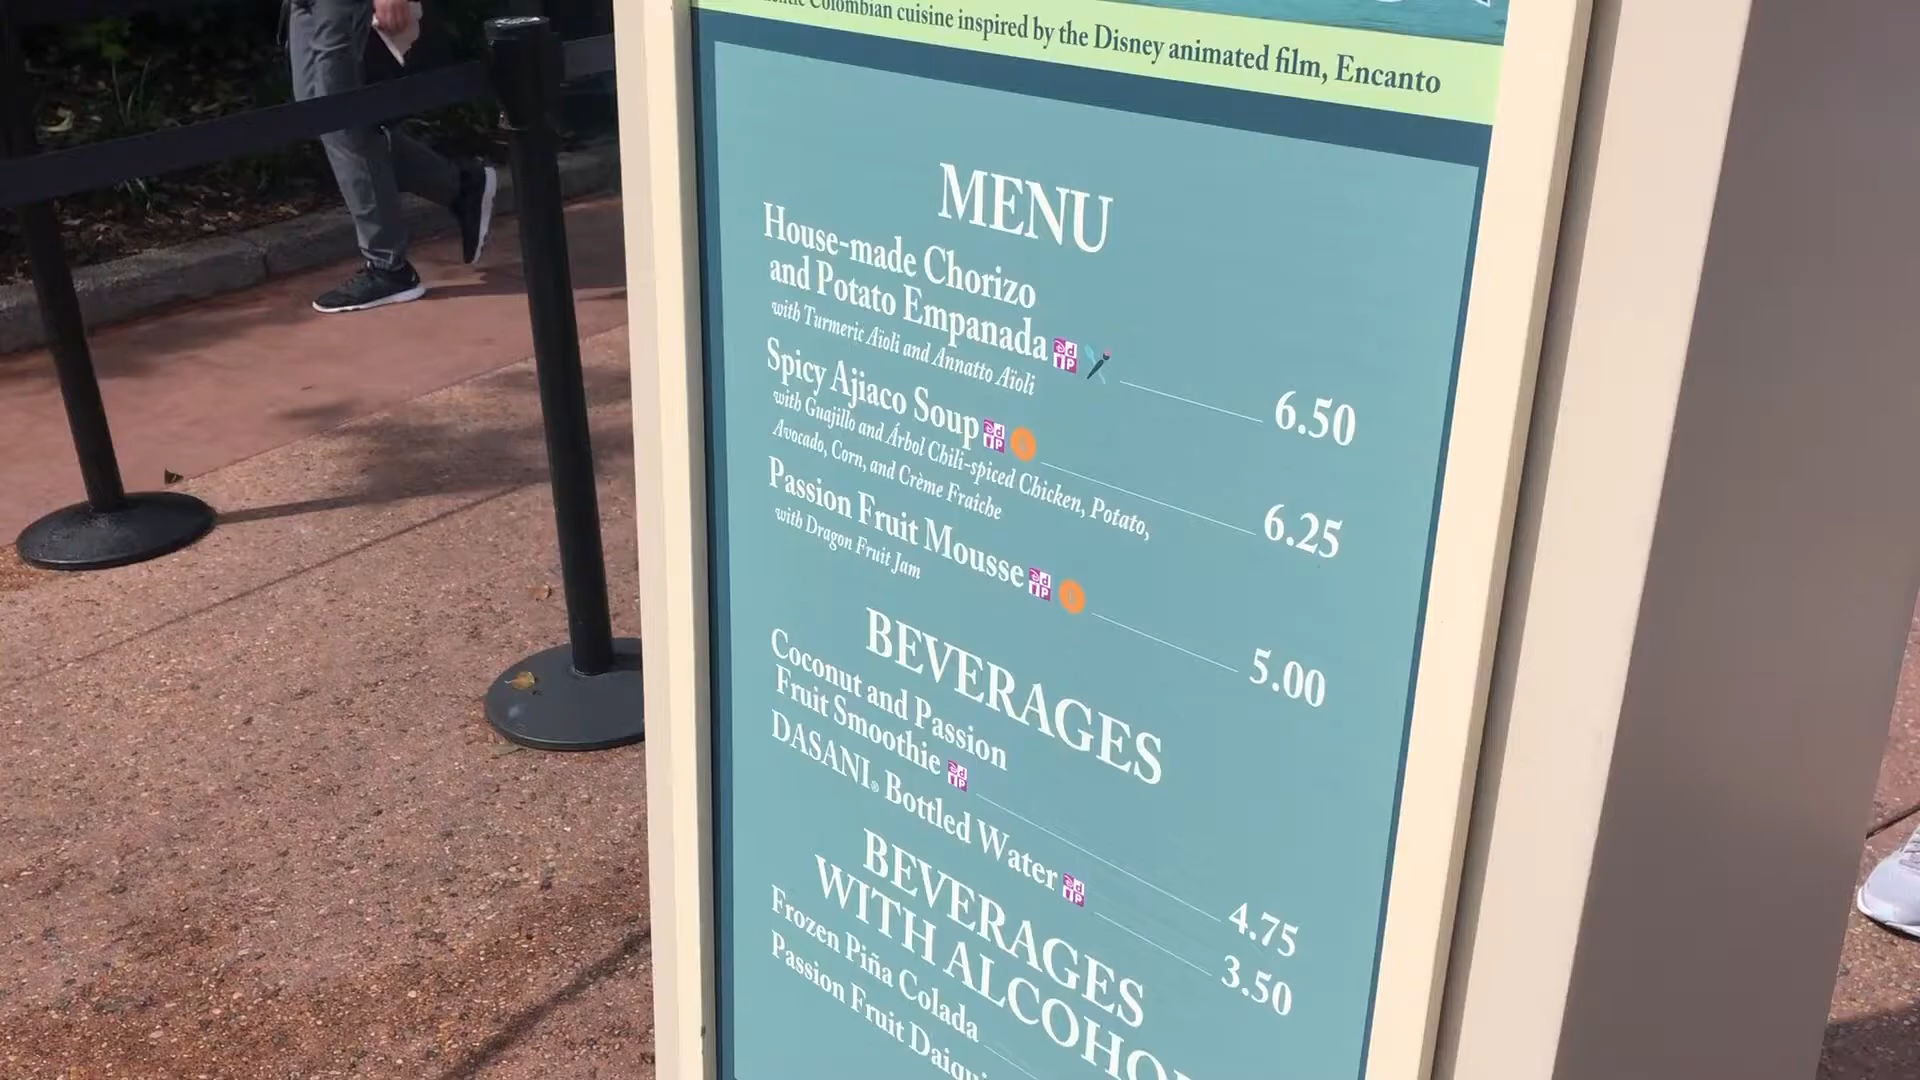 Colombian cuisine inspired by the Disney animated film, Encanto
MENU
House-made Chorizo
and Potato Empanada
with Turmeric Aïoli and Annatto Aïoli
6.50
Spicy Ajiaco Soup
with Guajillo and Árbol Chili-spiced Chicken, Potato,
Avocado, Corn, and Crème Fraîche
6.25
Passion Fruit Mousse
with Dragon Fruit Jam
5.00
BEVERAGES
Coconut and Passion
Fruit Smoothie
4.75
DASANI® Bottled Water
3.50
BEVERAGES
WITH ALCOHO
Frozen Piña Colada
Passion Fruit Daiqui